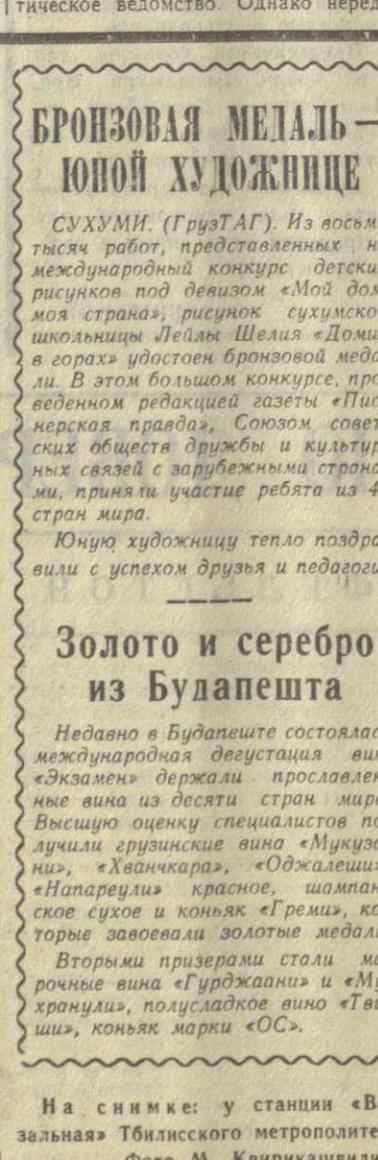 тическое ведомство. Однако неред
БРОНЗОВАЯ МЕДАЛЬ —
ЮНОЙ ХУДОЖНИЦЕ
СУХУМИ. (ГрузТАГ). Из восьм
тысяч работ, представленных н
международный конкурс детски
рисунков под девизом «Мой дом
моя страна», рисунок сухумско
школьницы Лейлы Шелия «Доми
в горах» удостоен бронзовой меда
ли. В этом большом конкурсе, про
веденном редакцией газеты «Пио
нерская правда», Союзом совет
ских обществ дружбы и культур
ных связей с зарубежными страна
ми, приняли участие ребята из 4
стран мира.
Юную художницу тепло поздра
вили с успехом друзья и педагоги
Золото и серебро
из Будапешта
Недавно в Будапеште состоялас
международная дегустация вин
«Экзамен» держали прославлен
ные вина из десяти стран мира
Высшую оценку специалистов по
лучили грузинские вина «Мукуза
ни», «Хванчкара», «Оджалеши»
«Напареули» красное, шампан
ское сухое и коньяк «Греми», ко
торые завоевали золотые медал
Вторыми призерами стали ма
рочные вина «Гурджаани» и «Му
хранули», полусладкое вино «Тви
ши», коньяк марки «ОС».
На снимке: у станции «В
зальная» Тбилисского метрополите
Фото М. Квирикашвили